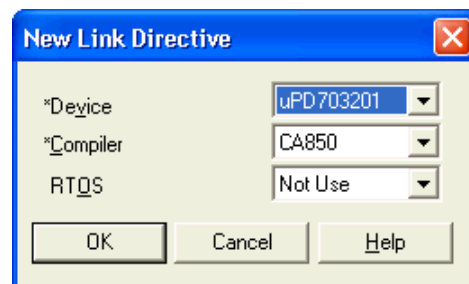 New Link Directive
*Device uPD703201
*Compiler CA850
RTOS Not Use
OK Cancel Help